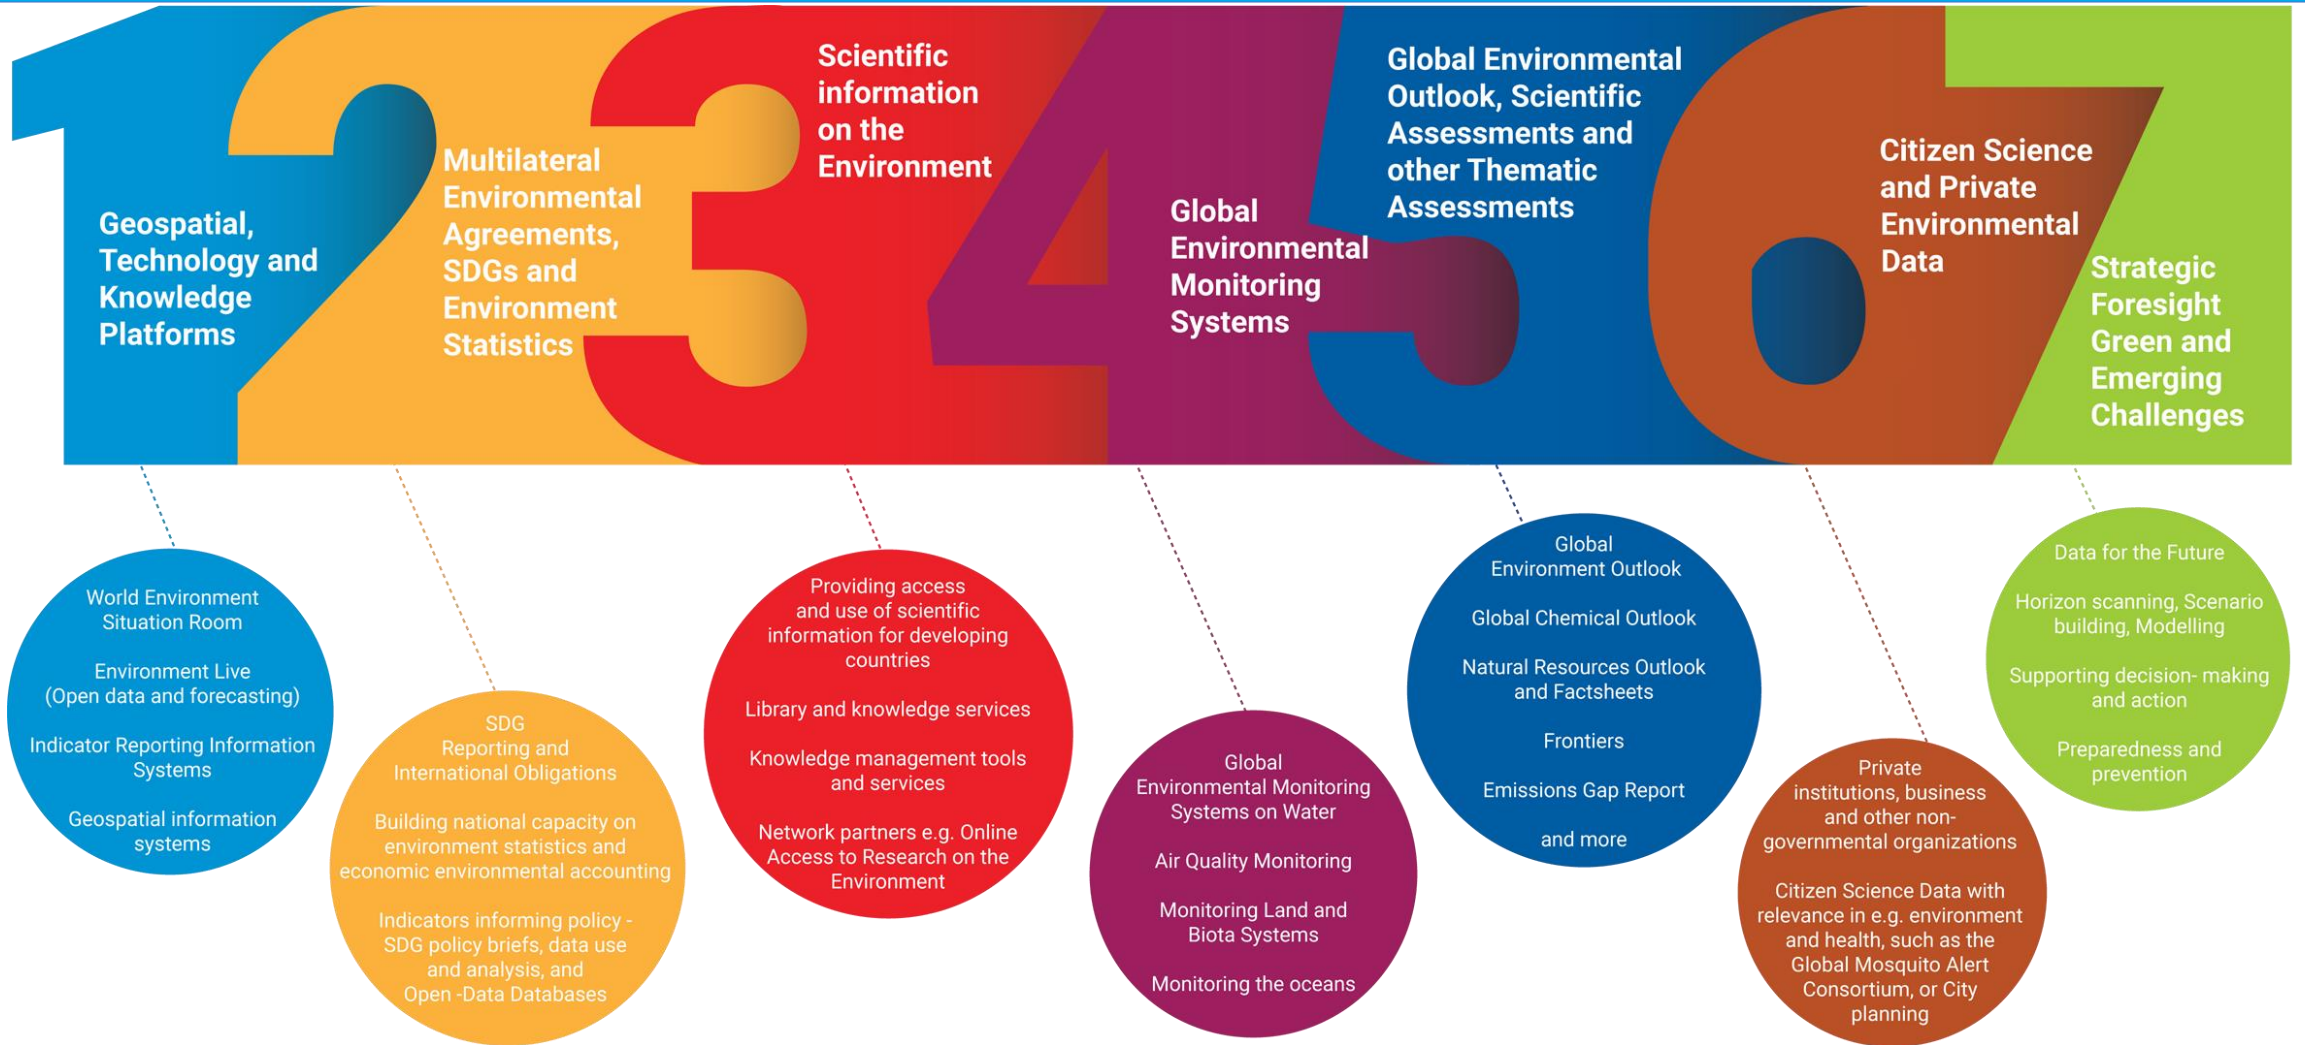 1
Geospatial,
Technology and
Knowledge
Platforms
2
Multilateral
Environmental
Agreements,
SDGs and
Environment
Statistics
3
Scientific
information
on the
Environment
4
Global
Environmental
Monitoring
Systems
5
Global Environmental
Outlook, Scientific
Assessments and
other Thematic
Assessments
6
Citizen Science
and Private
Environmental
Data
7
Strategic
Foresight
Green and
Emerging
Challenges
World Environment
Situation Room
Environment Live
(Open data and forecasting)
Indicator Reporting Information
Systems
Geospatial information
systems
SDG
Reporting and
International Obligations
Building national capacity on
environment statistics and
economic environmental accounting
Indicators informing policy -
SDG policy briefs, data use
and analysis, and
Open -Data Databases
Providing access
and use of scientific
information for developing
countries
Library and knowledge services
Knowledge management tools
and services
Network partners e.g. Online
Access to Research on the
Environment
Global
Environmental Monitoring
Systems on Water
Air Quality Monitoring
Monitoring Land and
Biota Systems
Monitoring the oceans
Global
Environment Outlook
Global Chemical Outlook
Natural Resources Outlook
and Factsheets
Frontiers
Emissions Gap Report
and more
Private
institutions, business
and other non-
governmental organizations
Citizen Science Data with
relevance in e.g. environment
and health, such as the
Global Mosquito Alert
Consortium, or City
planning
Data for the Future
Horizon scanning, Scenario
building, Modelling
Supporting decision- making
and action
Preparedness and
prevention